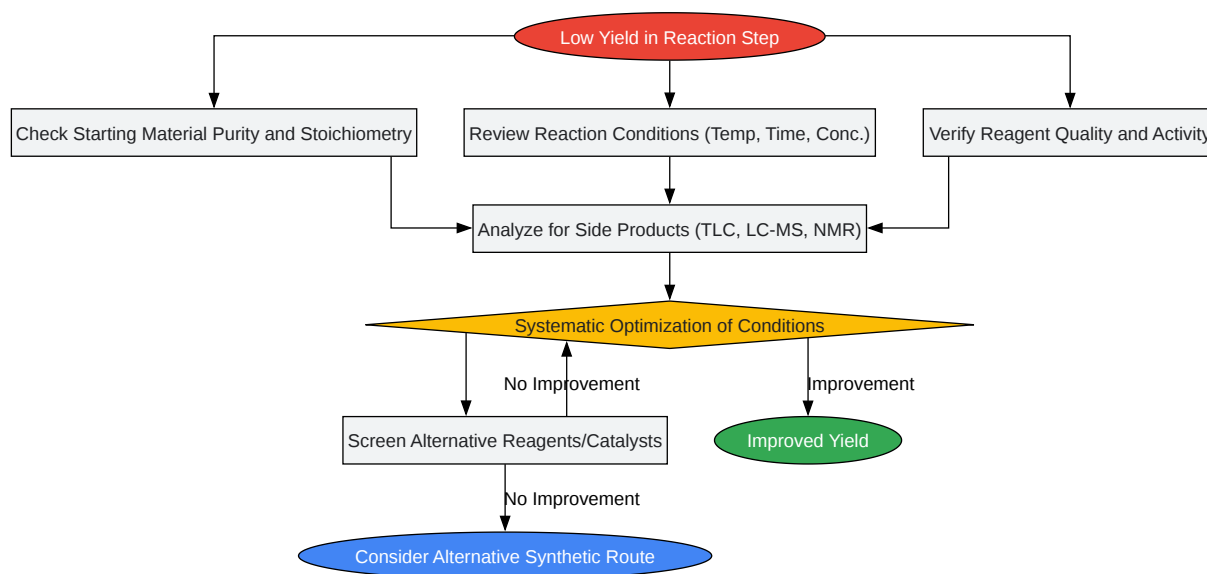 Low Yield in Reaction Step
Check Starting Material Purity and Stoichiometry
Review Reaction Conditions (Temp, Time, Conc.)
Verify Reagent Quality and Activity
Analyze for Side Products (TLC, LC-MS, NMR)
Systematic Optimization of Conditions
No Improvement
Improvement
Screen Alternative Reagents/Catalysts
Improved Yield
No Improvement
Consider Alternative Synthetic Route